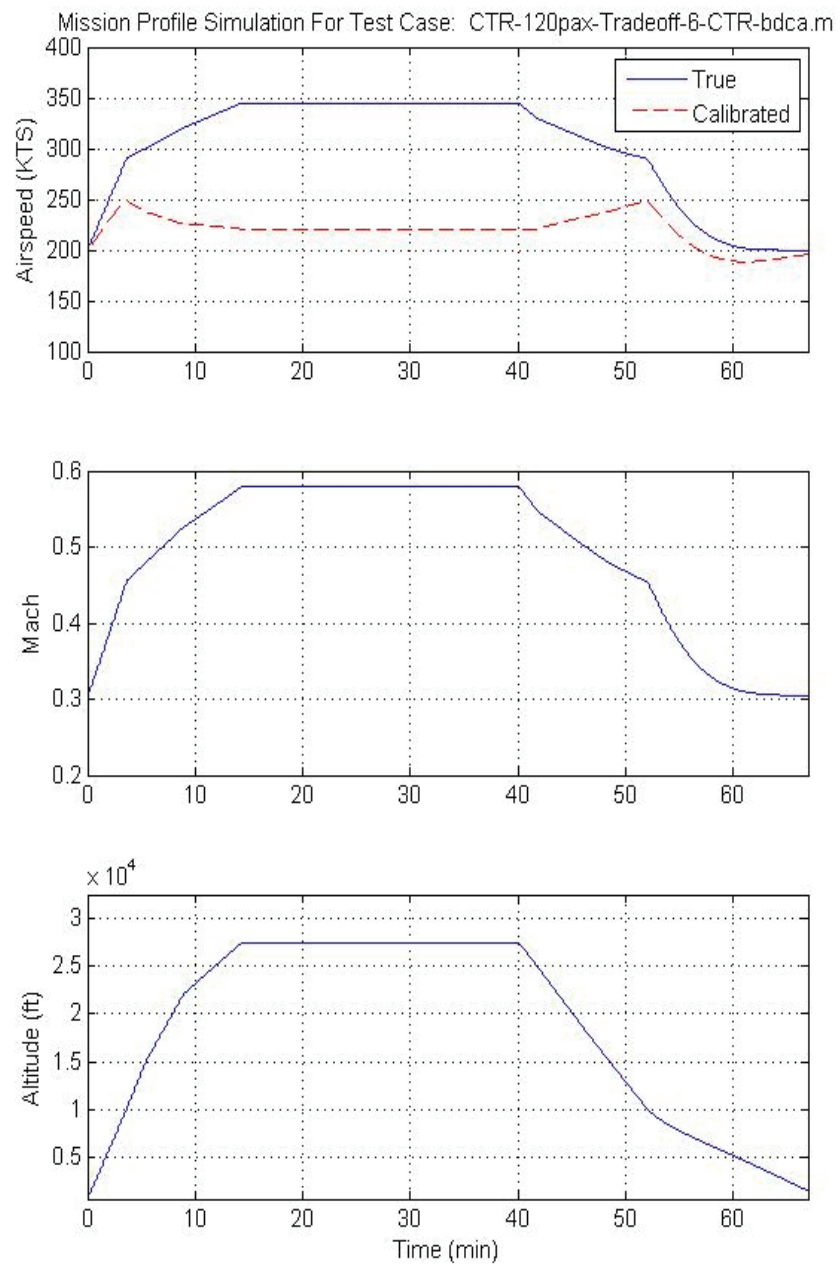 Mission Profile Simulation For Test Case: CTR-120pax-Tradeoff-6-CTR-bdca.m
400
350
300
250
200
150
100
Airspeed (KTS)
True
Calibrated
0 10 20 30 40 50 60
0.6
0.5
0.4
0.3
0.2
Mach
0 10 20 30 40 50 60
x 10^4
3
2.5
2
1.5
1
0.5
Altitude (ft)
0 10 20 30 40 50 60
Time (min)